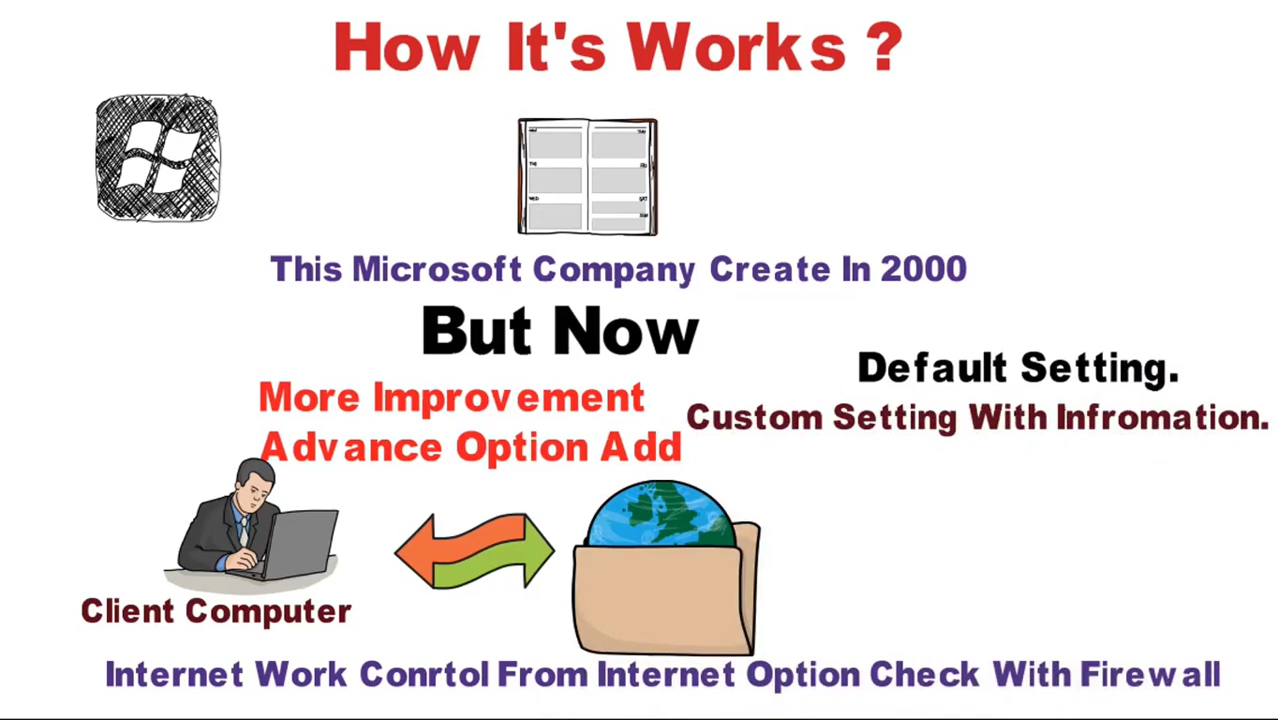 How It's Works ?
This Microsoft Company Create In 2000
But Now
Default Setting.
More Improvement
Custom Setting With Infromation.
Advance Option Add
Client Computer
Internet Work Conrtol From Internet Option Check With Firewall